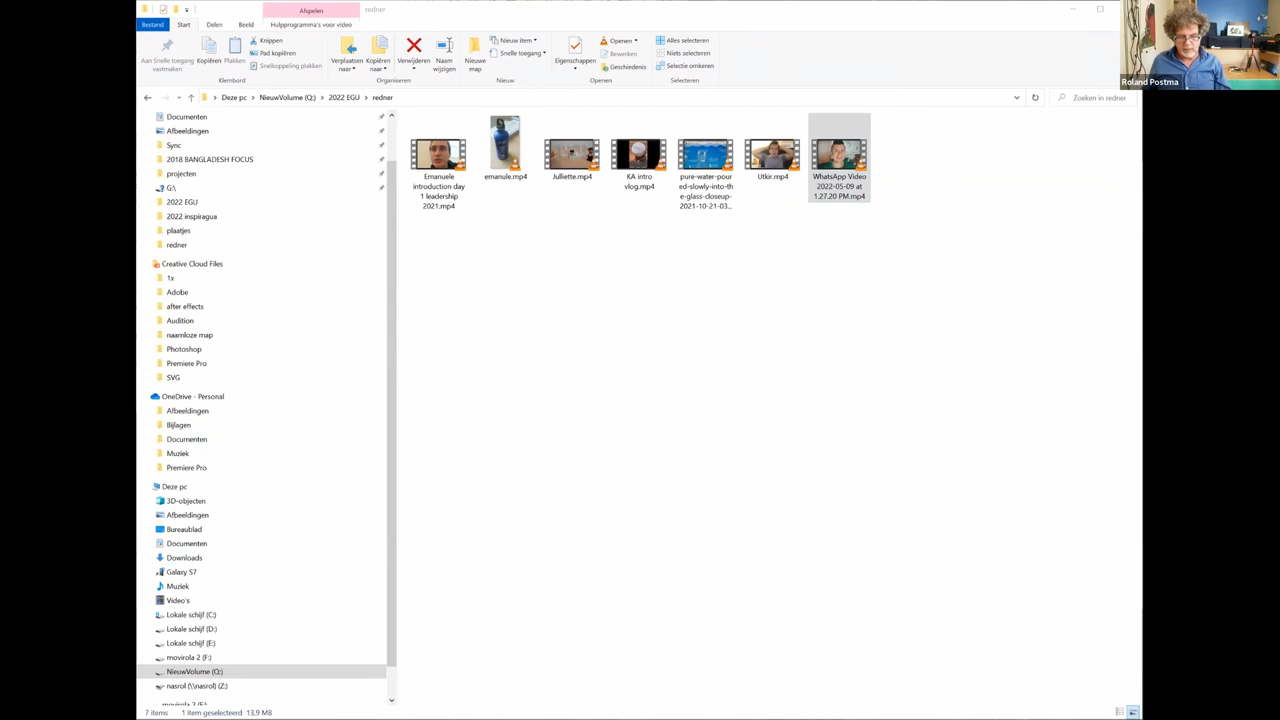 Afspelen
redner
Bestand
Start
Delen
Beeld
Hulpprogramma's voor video
Aan Snelle toegang
vastmaken
Kopiëren
Plakken
Knippen
Pad kopiëren
Snelkoppeling plakken
Klembord
Verplaatsen
naar
Kopiëren
naar
Verwijderen
Naam
wijzigen
Organiseren
Nieuwe
map
Nieuw item
Snelle toegang
Nieuw
Eigenschappen
Openen
Bewerken
Geschiedenis
Openen
Alles selecteren
Niets selecteren
Selectie omkeren
Selecteren
Roland Postma
Deze pc
NieuwVolume (Q:)
2022 EGU
redner
Zoeken in redner
Documenten
Afbeeldingen
Sync
2018 BANGLADESH FOCUS
projecten
G:\
2022 EGU
2022 inspiragua
plaatjes
redner
Creative Cloud Files
1x
Adobe
after effects
Audition
naamloze map
Photoshop
Premiere Pro
SVG
OneDrive - Personal
Afbeeldingen
Bijlagen
Documenten
Muziek
Premiere Pro
Deze pc
3D-objecten
Afbeeldingen
Bureaublad
Documenten
Downloads
Galaxy S7
Muziek
Video's
Lokale schijf (C:)
Lokale schijf (D:)
Lokale schijf (E:)
movirola 2 (F:)
NieuwVolume (Q:)
nasrol (\\nasrol) (Z:)
Emanuele
introduction day
1 leadership
2021.mp4
emanule.mp4
Julliette.mp4
KA intro
vlog.mp4
pure-water-pour
ed-slowly-into-th
e-glass-closeup-
2021-10-21-03...
Utkir.mp4
WhatsApp Video
2022-05-09 at
1.27.20 PM.mp4
7 items
1 item geselecteerd
13,9 MB